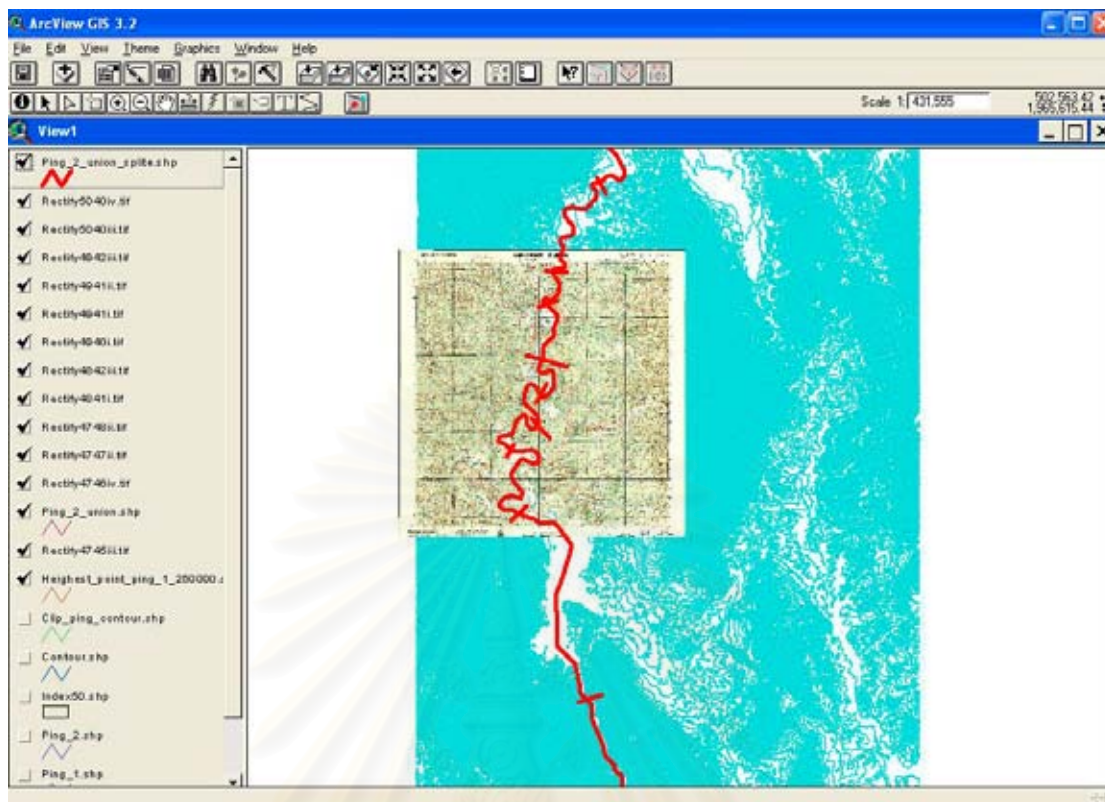 ArcView GIS 3.2
File Edit View Theme Graphics Window Help
Scale 1: 431,555
502,563.42
1,965,615.44
View1
Ping_2_union_splite.shp
Rectify5040iv.tif
Rectify5040iii.tif
Rectify4942iii.tif
Rectify4941ii.tif
Rectify4941i.tif
Rectify4940i.tif
Rectify4842iii.tif
Rectify4841i.tif
Rectify4748ii.tif
Rectify4747ii.tif
Rectify4746iv.tif
Ping_2_union.shp
Rectify4745iii.tif
Heighest_point_ping_1_250000.s
Clip_ping_contour.shp
Contour.shp
Index50.shp
Ping_2.shp
Ping_1.shp